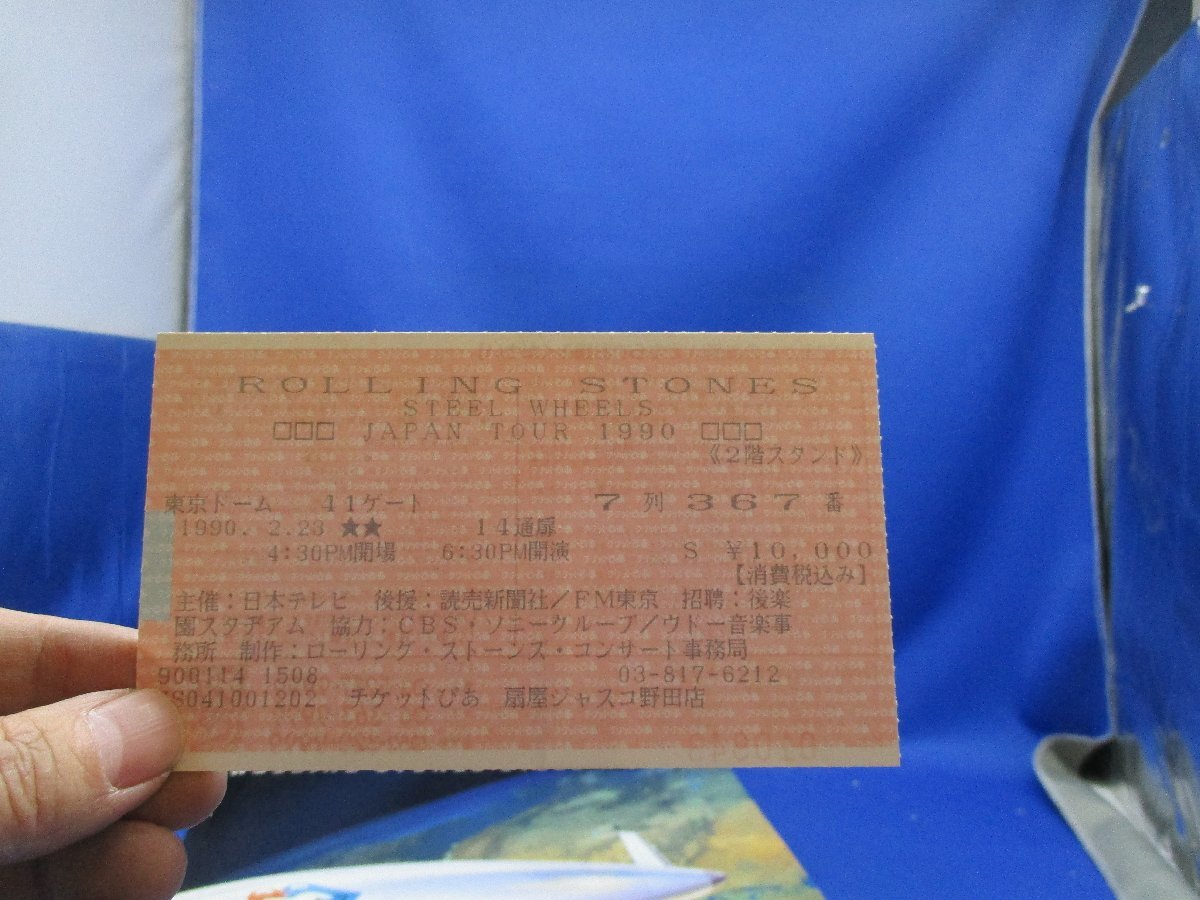 ROLLING STONES
STEEL WHEELS
□□□ JAPAN TOUR 1990 □□□
《2階スタンド》
東京ドーム 41ゲート 7列 367番
1990. 2.23 ★★ 14通扉
4:30PM開場 6:30PM開演 S ¥10,000
【消費税込み】
主催:日本テレビ 後援:読売新聞社/FM東京 招聘:後楽
園スタヂアム 協力:CBS・ソニーグループ/ウドー音楽事
務所 制作:ローリング・ストーンズ・コンサート事務局
900114 1508 03-817-6212
S041001202 チケットぴあ 扇屋ジャスコ野田店